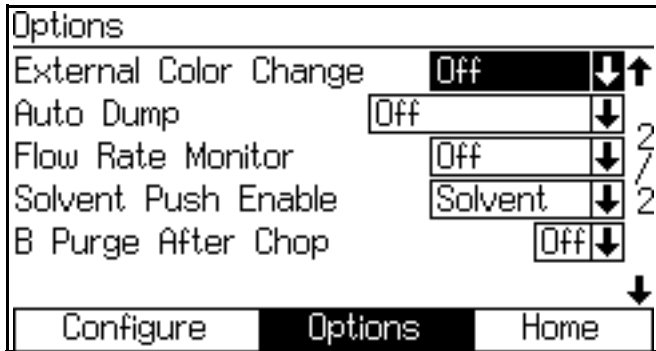 Options
External Color Change Off
Auto Dump Off
Flow Rate Monitor Off
Solvent Push Enable Solvent
B Purge After Chop Off
2/2
Configure Options Home